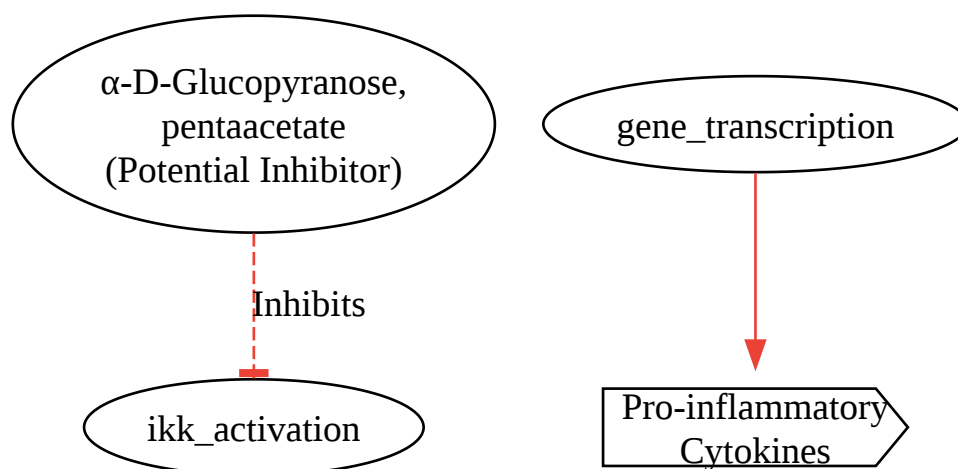 α-D-Glucopyranose,
pentaacetate
(Potential Inhibitor)
gene_transcription
Inhibits
ikk_activation
Pro-inflammatory
Cytokines